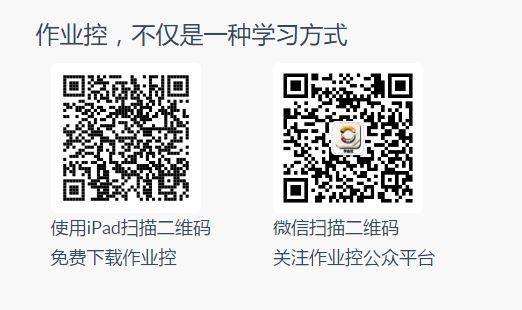 作业控，不仅是一种学习方式
使用iPad扫描二维码
免费下载作业控
微信扫描二维码
关注作业控公众平台